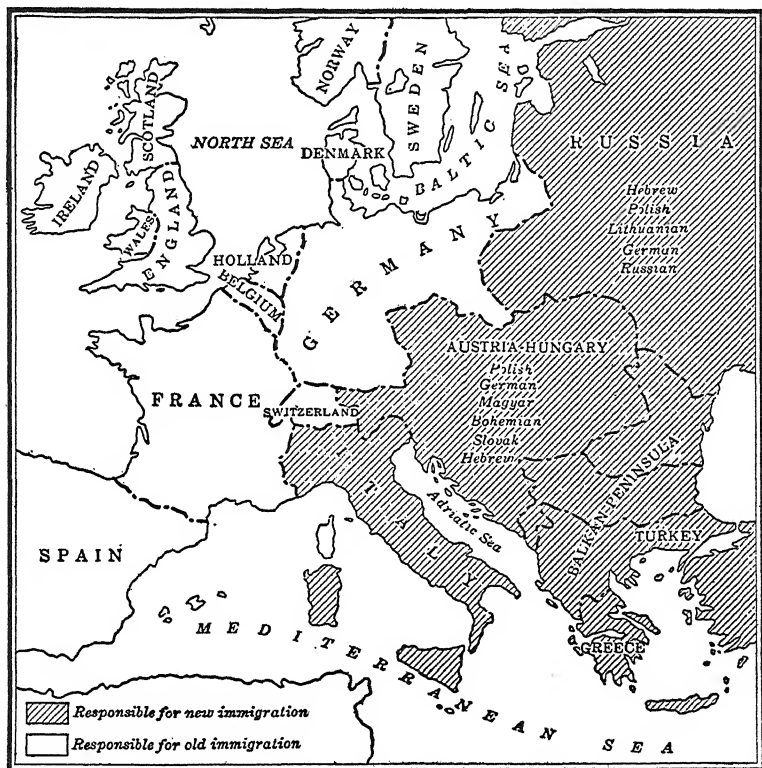 NORWAY
SWEDEN
BALTIC SEA
SCOTLAND
NORTH SEA
DENMARK
RUSSIA
IRELAND
WALES
ENGLAND
Hebrew
Polish
Lithuanian
German
Russian
HOLLAND
BELGIUM
GERMANY
AUSTRIA-HUNGARY
Polish
German
Magyar
Bohemian
Slovak
Hebrew
FRANCE
SWITZERLAND
ITALY
Adriatic Sea
BALKAN-PENINSULA
TURKEY
SPAIN
GREECE
MEDITERRANEAN SEA
Responsible for new immigration
Responsible for old immigration